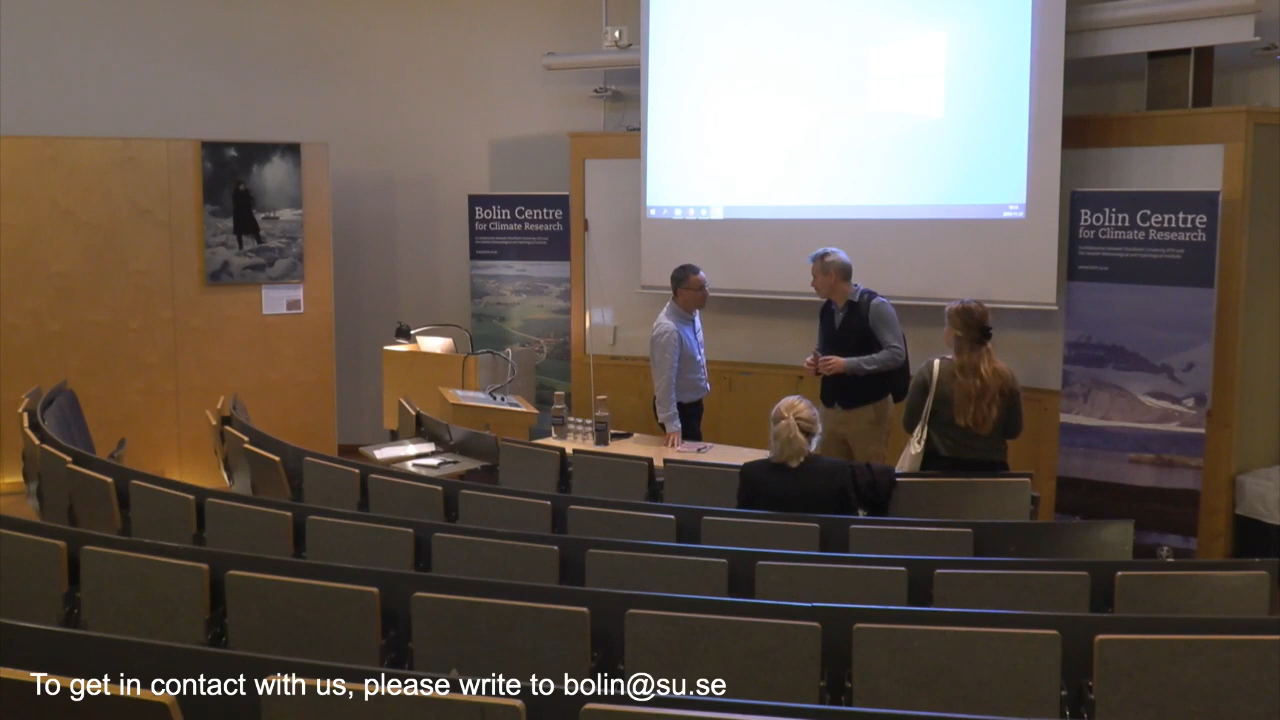 Bolin Centre
for Climate Research
Bolin Centre
for Climate Research
To get in contact with us, please write to bolin@su.se